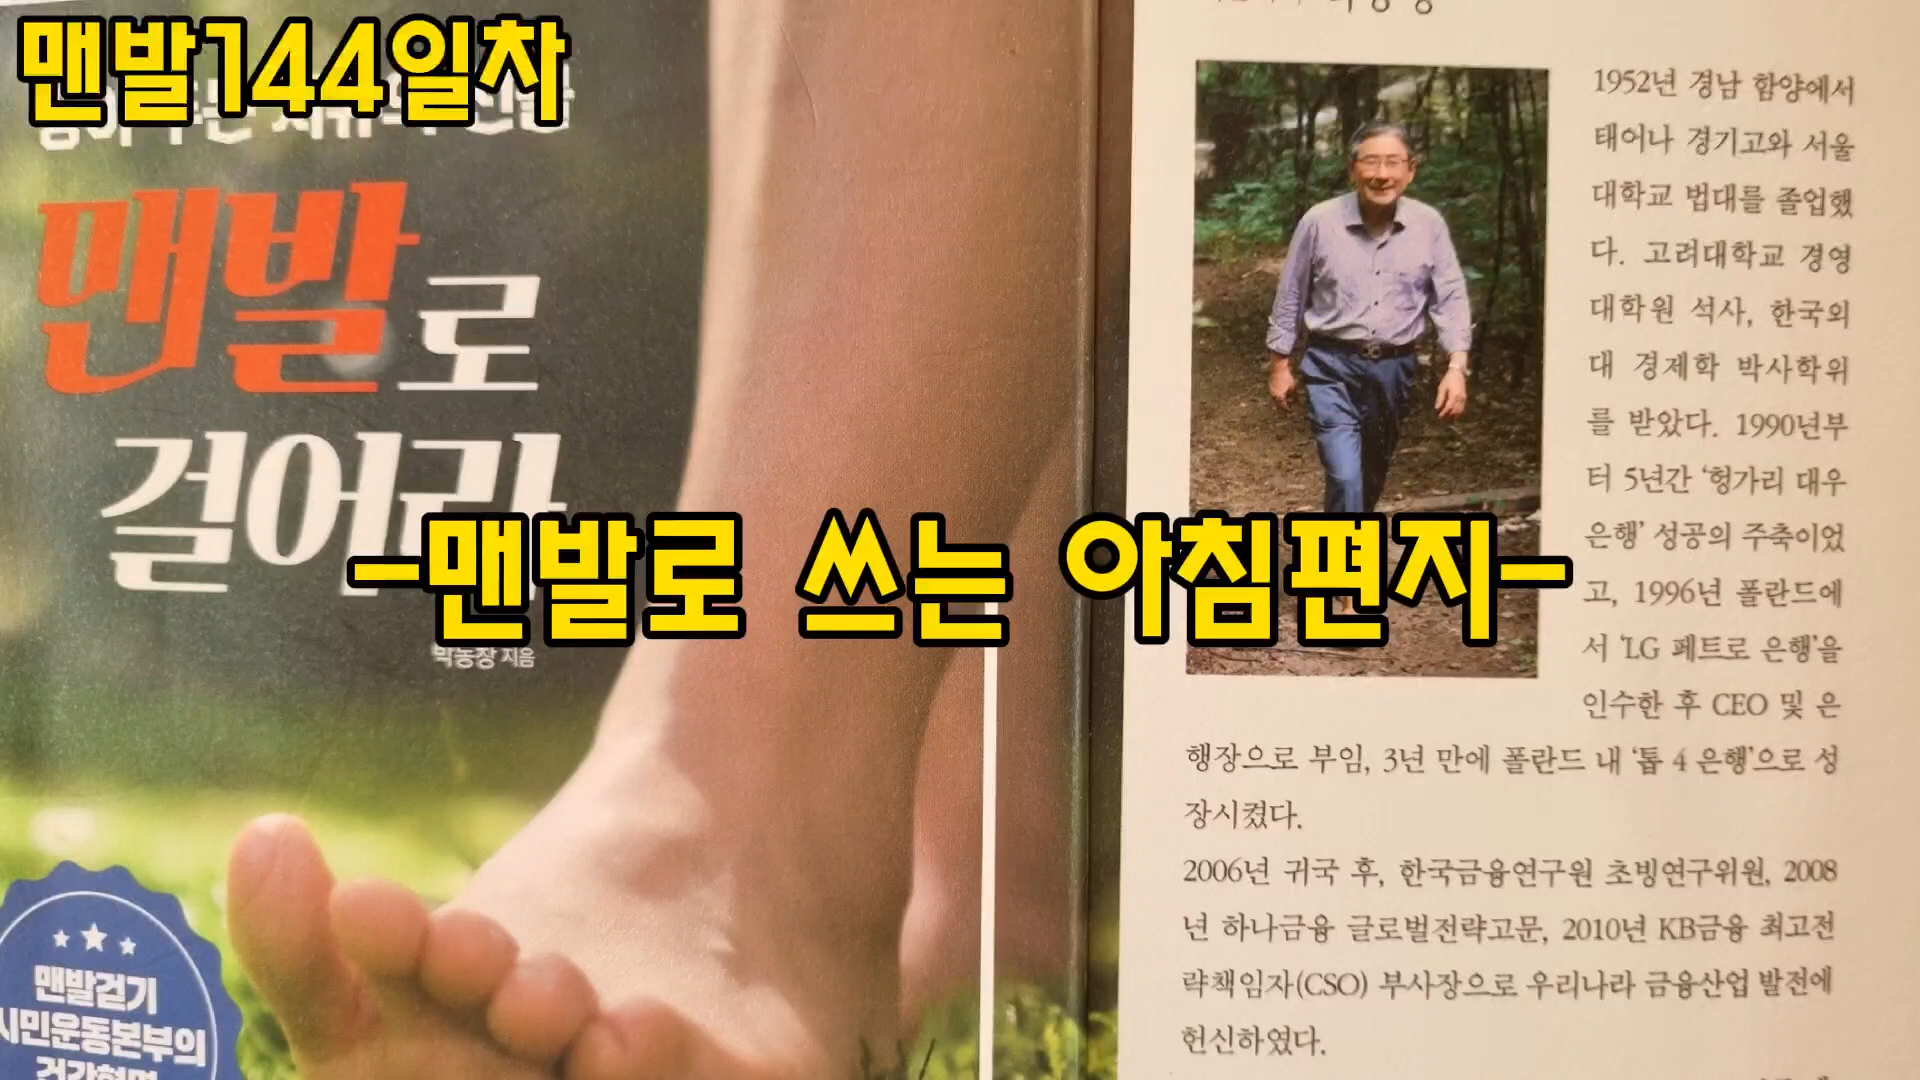 맨발144일차
맨발로
걸어라
-맨발로 쓰는 아침편지-
박동창 지음
맨발걷기
시민운동본부의
1952년 경남 함양에서
태어나 경기고와 서울
대학교 법대를 졸업했
다. 고려대학교 경영
대학원 석사, 한국외
대 경제학 박사학위
를 받았다. 1990년부
터 5년간 ‘헝가리 대우
은행’ 성공의 주축이었
고, 1996년 폴란드에
서 ‘LG 페트로 은행’을
인수한 후 CEO 및 은
행장으로 부임, 3년 만에 폴란드 내 ‘톱 4 은행’으로 성
장시켰다.
2006년 귀국 후, 한국금융연구원 초빙연구위원, 2008
년 하나금융 글로벌전략고문, 2010년 KB금융 최고전
략책임자(CSO) 부사장으로 우리나라 금융산업 발전에
헌신하였다.